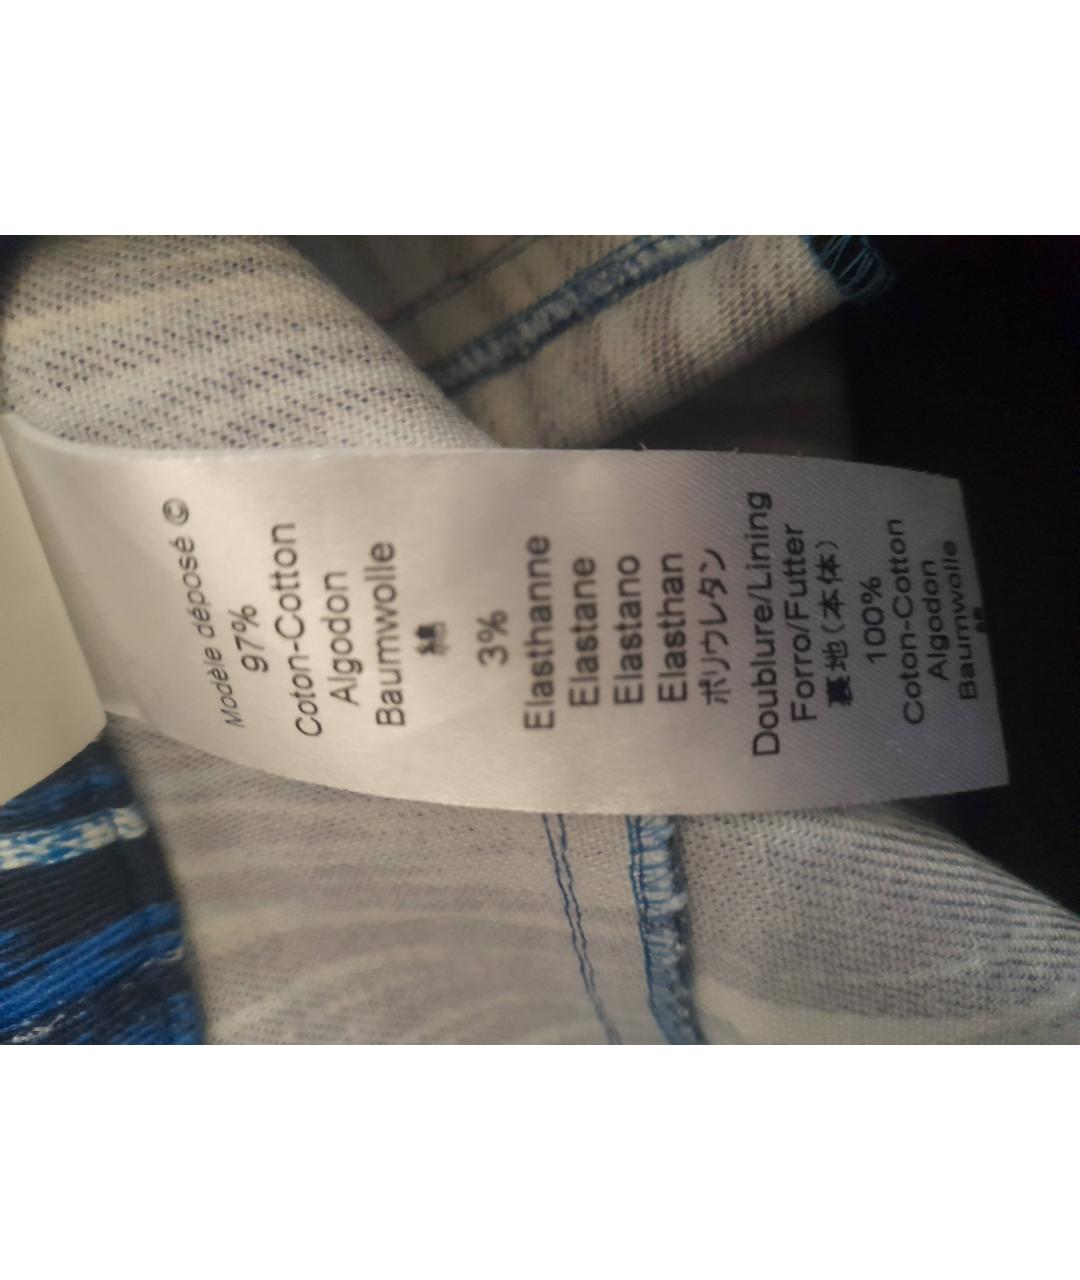 Modèle déposé ©
97%
Coton-Cotton
Algodon
Baumwolle
綿
3%
Elasthanne
Elastane
Elastano
Elasthan
ポリウレタン
Doublure/Lining
Forro/Futter
裏地(本体)
100%
Coton-Cotton
Algodon
Baumwolle
綿